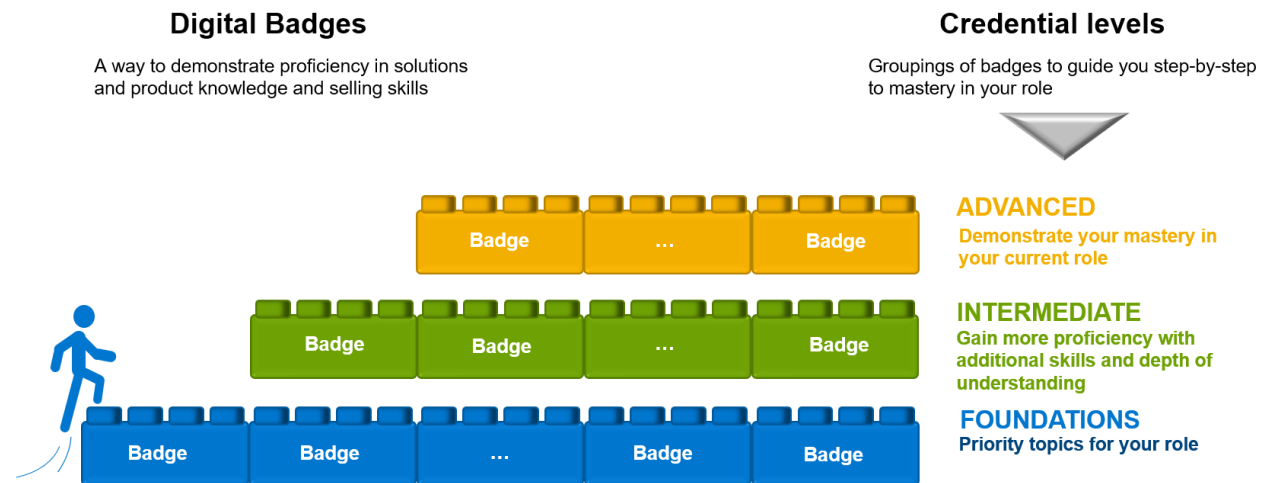 Digital Badges
A way to demonstrate proficiency in solutions
and product knowledge and selling skills
Credential levels
Groupings of badges to guide you step-by-step
to mastery in your role
Badge
...
Badge
ADVANCED
Demonstrate your mastery in
your current role
Badge
Badge
...
Badge
INTERMEDIATE
Gain more proficiency with
additional skills and depth of
understanding
Badge
Badge
...
Badge
Badge
FOUNDATIONS
Priority topics for your role